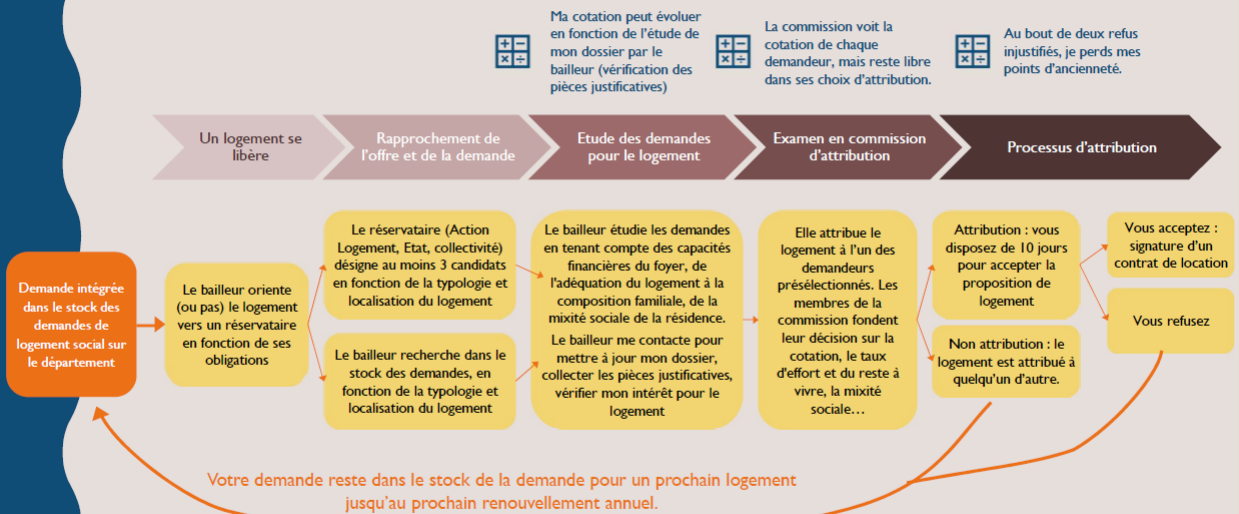 Ma cotation peut évoluer
en fonction de l'étude de
mon dossier par le
bailleur (vérification des
pièces justificatives)
La commission voit la
cotation de chaque
demandeur, mais reste libre
dans ses choix d'attribution.
Au bout de deux refus
injustifiés, je perds mes
points d'ancienneté.
Un logement se
libère
Rapprochement de
l'offre et de la demande
Etude des demandes
pour le logement
Examen en commission
d'attribution
Processus d'attribution
Demande intégrée
dans le stock des
demandes de
logement social sur
le département
Le bailleur oriente
(ou pas) le logement
vers un réservataire
en fonction de ses
obligations
Le réservataire (Action
Logement, Etat, collectivité)
désigne au moins 3 candidats
en fonction de la typologie et
localisation du logement
Le bailleur recherche dans le
stock des demandes, en
fonction de la typologie et
localisation du logement
Le bailleur étudie les demandes
en tenant compte des capacités
financières du foyer, de
l'adéquation du logement à la
composition familiale, de la
mixité sociale de la résidence.
Le bailleur me contacte pour
mettre à jour mon dossier,
collecter les pièces justificatives,
vérifier mon intérêt pour le
logement
Elle attribue le
logement à l'un des
demandeurs
présélectionnés. Les
membres de la
commission fondent
leur décision sur la
cotation, le taux
d'effort et du reste à
vivre, la mixité
sociale…
Attribution : vous
disposez de 10 jours
pour accepter la
proposition de
logement
Non attribution : le
logement est attribué à
quelqu'un d'autre.
Vous acceptez :
signature d'un
contrat de location
Vous refusez
Votre demande reste dans le stock de la demande pour un prochain logement
jusqu'au prochain renouvellement annuel.